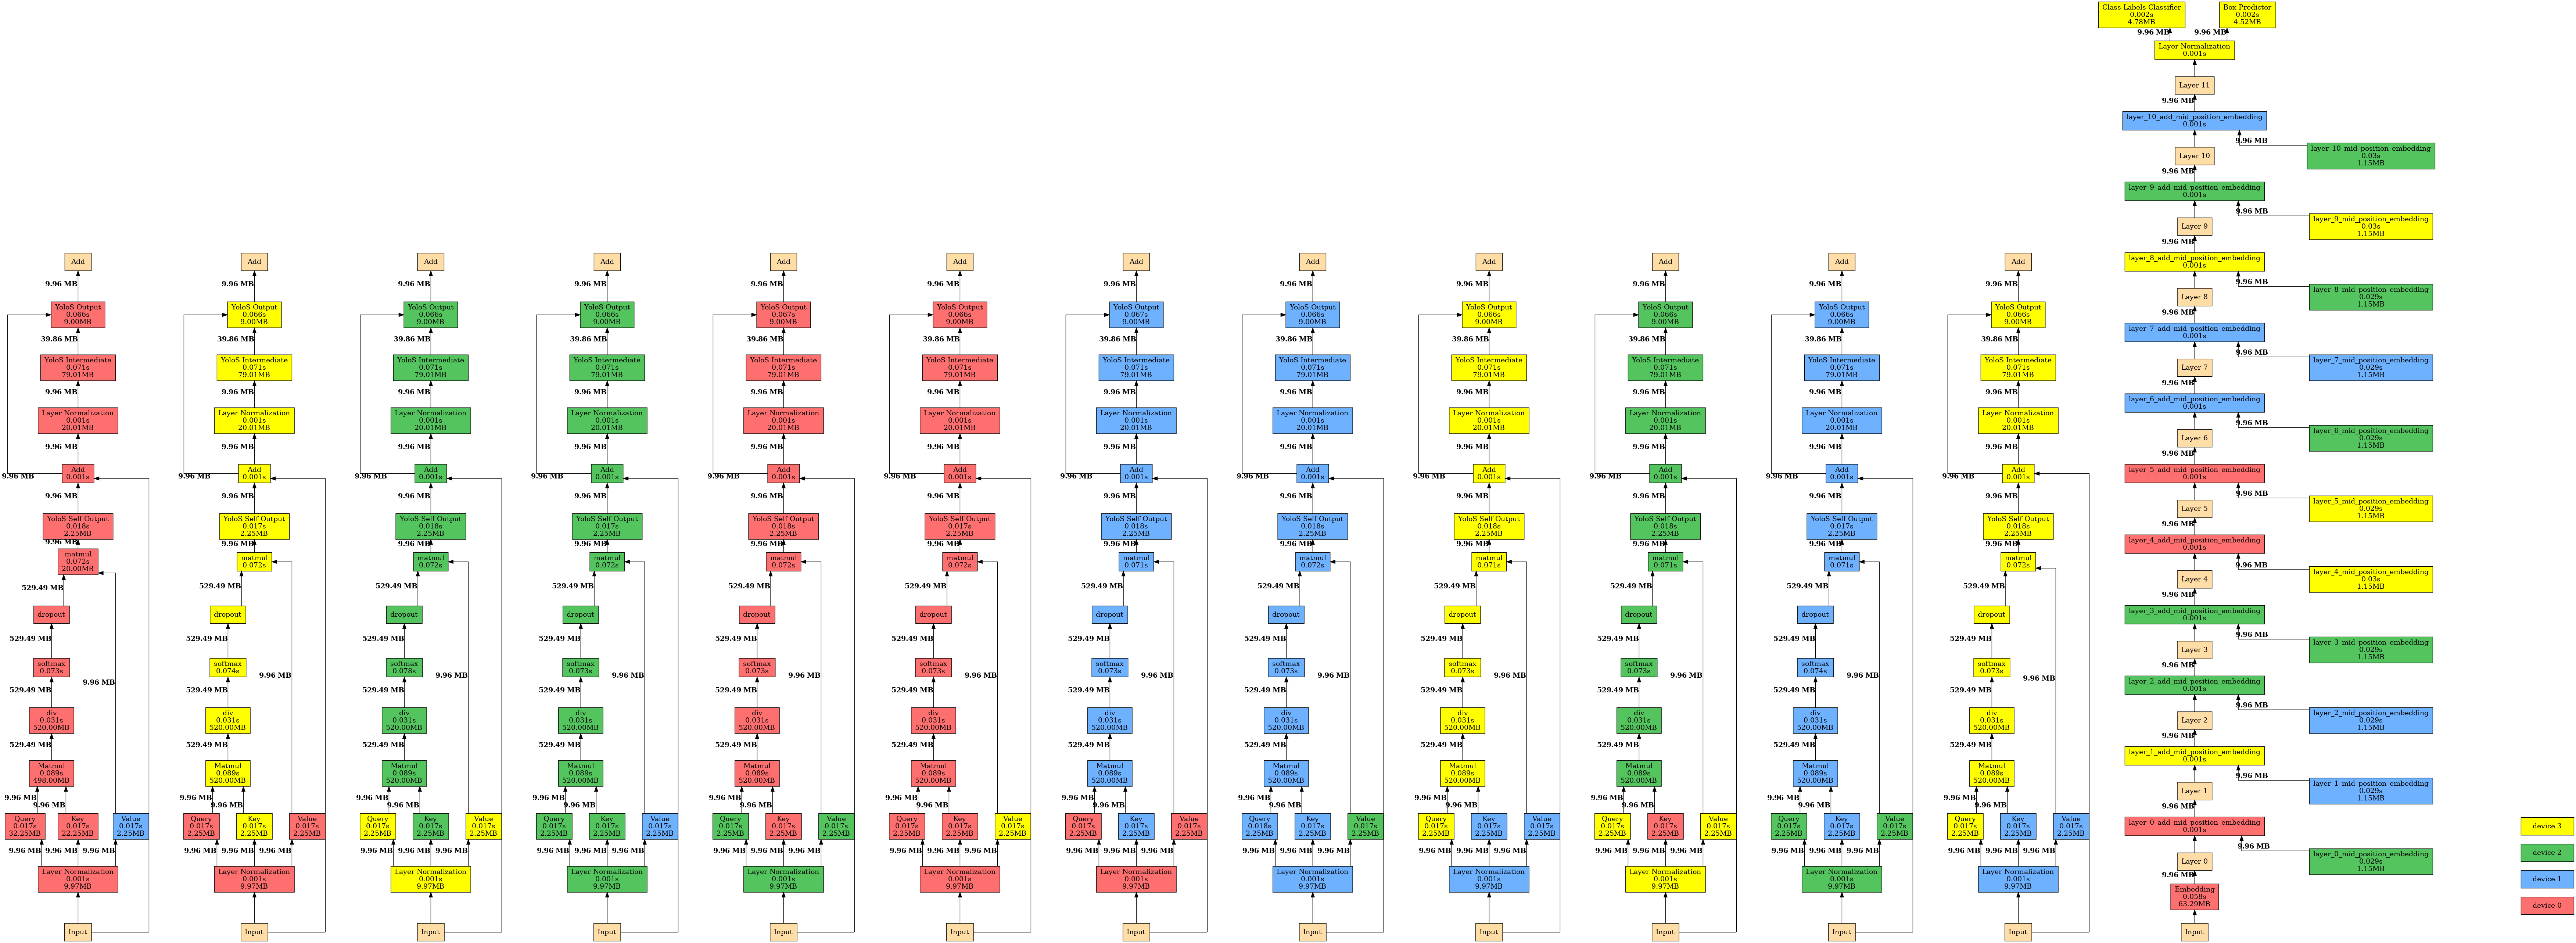 Add
9.96 MB
YoloS Output
0.066s
9.00MB
39.86 MB
YoloS Intermediate
0.071s
79.01MB
9.96 MB
Layer Normalization
0.001s
20.01MB
9.96 MB
Add
0.001s
9.96 MB
9.96 MB
YoloS Self Output
0.018s
2.25MB
9.96 MB
matmul
0.072s
20.00MB
529.49 MB
dropout
529.49 MB
softmax
0.073s
9.96 MB
529.49 MB
div
0.031s
520.00MB
529.49 MB
Matmul
0.089s
498.00MB
9.96 MB 9.96 MB
Query Key Value
0.017s 0.017s 0.017s
32.25MB 22.25MB 2.25MB
9.96 MB 9.96 MB 9.96 MB
Layer Normalization
0.001s
9.97MB
Input
Add
9.96 MB
YoloS Output
0.066s
9.00MB
39.86 MB
YoloS Intermediate
0.071s
79.01MB
9.96 MB
Layer Normalization
0.001s
20.01MB
9.96 MB
Add
0.001s
9.96 MB
9.96 MB
YoloS Self Output
0.017s
2.25MB
9.96 MB
matmul
0.072s
529.49 MB
dropout
529.49 MB
softmax
0.074s
9.96 MB
529.49 MB
div
0.031s
520.00MB
529.49 MB
Matmul
0.089s
520.00MB
9.96 MB 9.96 MB
Query Key Value
0.017s 0.017s 0.017s
2.25MB 2.25MB 2.25MB
9.96 MB 9.96 MB 9.96 MB
Layer Normalization
0.001s
9.97MB
Input
Add
9.96 MB
YoloS Output
0.066s
9.00MB
39.86 MB
YoloS Intermediate
0.071s
79.01MB
9.96 MB
Layer Normalization
0.001s
20.01MB
9.96 MB
Add
0.001s
9.96 MB
9.96 MB
YoloS Self Output
0.018s
2.25MB
9.96 MB
matmul
0.072s
529.49 MB
dropout
529.49 MB
softmax
0.078s
9.96 MB
529.49 MB
div
0.031s
520.00MB
529.49 MB
Matmul
0.089s
520.00MB
9.96 MB 9.96 MB
Query Key Value
0.017s 0.017s 0.017s
2.25MB 2.25MB 2.25MB
9.96 MB 9.96 MB 9.96 MB
Layer Normalization
0.001s
9.97MB
Input
Add
9.96 MB
YoloS Output
0.066s
9.00MB
39.86 MB
YoloS Intermediate
0.071s
79.01MB
9.96 MB
Layer Normalization
0.001s
20.01MB
9.96 MB
Add
0.001s
9.96 MB
9.96 MB
YoloS Self Output
0.017s
2.25MB
9.96 MB
matmul
0.072s
529.49 MB
dropout
529.49 MB
softmax
0.073s
9.96 MB
529.49 MB
div
0.031s
520.00MB
529.49 MB
Matmul
0.089s
520.00MB
9.96 MB 9.96 MB
Query Key Value
0.017s 0.017s 0.017s
2.25MB 2.25MB 2.25MB
9.96 MB 9.96 MB 9.96 MB
Layer Normalization
0.001s
9.97MB
Input
Add
9.96 MB
YoloS Output
0.067s
9.00MB
39.86 MB
YoloS Intermediate
0.071s
79.01MB
9.96 MB
Layer Normalization
0.001s
20.01MB
9.96 MB
Add
0.001s
9.96 MB
9.96 MB
YoloS Self Output
0.018s
2.25MB
9.96 MB
matmul
0.072s
529.49 MB
dropout
529.49 MB
softmax
0.073s
9.96 MB
529.49 MB
div
0.031s
520.00MB
529.49 MB
Matmul
0.089s
520.00MB
9.96 MB 9.96 MB
Query Key Value
0.017s 0.017s 0.017s
2.25MB 2.25MB 2.25MB
9.96 MB 9.96 MB 9.96 MB
Layer Normalization
0.001s
9.97MB
Input
Add
9.96 MB
YoloS Output
0.066s
9.00MB
39.86 MB
YoloS Intermediate
0.071s
79.01MB
9.96 MB
Layer Normalization
0.001s
20.01MB
9.96 MB
Add
0.001s
9.96 MB
9.96 MB
YoloS Self Output
0.017s
2.25MB
9.96 MB
matmul
0.072s
529.49 MB
dropout
529.49 MB
softmax
0.073s
9.96 MB
529.49 MB
div
0.031s
520.00MB
529.49 MB
Matmul
0.089s
520.00MB
9.96 MB 9.96 MB
Query Key Value
0.017s 0.017s 0.017s
2.25MB 2.25MB 2.25MB
9.96 MB 9.96 MB 9.96 MB
Layer Normalization
0.001s
9.97MB
Input
Add
9.96 MB
YoloS Output
0.067s
9.00MB
39.86 MB
YoloS Intermediate
0.071s
79.01MB
9.96 MB
Layer Normalization
0.001s
20.01MB
9.96 MB
Add
0.001s
9.96 MB
9.96 MB
YoloS Self Output
0.018s
2.25MB
9.96 MB
matmul
0.071s
529.49 MB
dropout
529.49 MB
softmax
0.073s
9.96 MB
529.49 MB
div
0.031s
520.00MB
529.49 MB
Matmul
0.089s
520.00MB
9.96 MB 9.96 MB
Query Key Value
0.017s 0.017s 0.017s
2.25MB 2.25MB 2.25MB
9.96 MB 9.96 MB 9.96 MB
Layer Normalization
0.001s
9.97MB
Input
Add
9.96 MB
YoloS Output
0.066s
9.00MB
39.86 MB
YoloS Intermediate
0.071s
79.01MB
9.96 MB
Layer Normalization
0.001s
20.01MB
9.96 MB
Add
0.001s
9.96 MB
9.96 MB
YoloS Self Output
0.018s
2.25MB
9.96 MB
matmul
0.072s
529.49 MB
dropout
529.49 MB
softmax
0.073s
9.96 MB
529.49 MB
div
0.031s
520.00MB
529.49 MB
Matmul
0.089s
520.00MB
9.96 MB 9.96 MB
Query Key Value
0.018s 0.017s 0.017s
2.25MB 2.25MB 2.25MB
9.96 MB 9.96 MB 9.96 MB
Layer Normalization
0.001s
9.97MB
Input
Add
9.96 MB
YoloS Output
0.066s
9.00MB
39.86 MB
YoloS Intermediate
0.071s
79.01MB
9.96 MB
Layer Normalization
0.001s
20.01MB
9.96 MB
Add
0.001s
9.96 MB
9.96 MB
YoloS Self Output
0.018s
2.25MB
9.96 MB
matmul
0.071s
529.49 MB
dropout
529.49 MB
softmax
0.073s
9.96 MB
529.49 MB
div
0.031s
520.00MB
529.49 MB
Matmul
0.089s
520.00MB
9.96 MB 9.96 MB
Query Key Value
0.017s 0.017s 0.017s
2.25MB 2.25MB 2.25MB
9.96 MB 9.96 MB 9.96 MB
Layer Normalization
0.001s
9.97MB
Input
Add
9.96 MB
YoloS Output
0.066s
9.00MB
39.86 MB
YoloS Intermediate
0.071s
79.01MB
9.96 MB
Layer Normalization
0.001s
20.01MB
9.96 MB
Add
0.001s
9.96 MB
9.96 MB
YoloS Self Output
0.018s
2.25MB
9.96 MB
matmul
0.071s
529.49 MB
dropout
529.49 MB
softmax
0.073s
9.96 MB
529.49 MB
div
0.031s
520.00MB
529.49 MB
Matmul
0.089s
520.00MB
9.96 MB 9.96 MB
Query Key Value
0.017s 0.017s 0.017s
2.25MB 2.25MB 2.25MB
9.96 MB 9.96 MB 9.96 MB
Layer Normalization
0.001s
9.97MB
Input
Add
9.96 MB
YoloS Output
0.066s
9.00MB
39.86 MB
YoloS Intermediate
0.071s
79.01MB
9.96 MB
Layer Normalization
0.001s
20.01MB
9.96 MB
Add
0.001s
9.96 MB
9.96 MB
YoloS Self Output
0.017s
2.25MB
9.96 MB
matmul
0.071s
529.49 MB
dropout
529.49 MB
softmax
0.074s
9.96 MB
529.49 MB
div
0.031s
520.00MB
529.49 MB
Matmul
0.089s
520.00MB
9.96 MB 9.96 MB
Query Key Value
0.017s 0.017s 0.017s
2.25MB 2.25MB 2.25MB
9.96 MB 9.96 MB 9.96 MB
Layer Normalization
0.001s
9.97MB
Input
Add
9.96 MB
YoloS Output
0.066s
9.00MB
39.86 MB
YoloS Intermediate
0.071s
79.01MB
9.96 MB
Layer Normalization
0.001s
20.01MB
9.96 MB
Add
0.001s
9.96 MB
9.96 MB
YoloS Self Output
0.018s
2.25MB
9.96 MB
matmul
0.072s
529.49 MB
dropout
529.49 MB
softmax
0.073s
9.96 MB
529.49 MB
div
0.031s
520.00MB
529.49 MB
Matmul
0.089s
520.00MB
9.96 MB 9.96 MB
Query Key Value
0.017s 0.017s 0.017s
2.25MB 2.25MB 2.25MB
9.96 MB 9.96 MB 9.96 MB
Layer Normalization
0.001s
9.97MB
Input
Class Labels Classifier
0.002s
4.78MB
Box Predictor
0.002s
4.52MB
9.96 MB 9.96 MB
Layer Normalization
0.001s
Layer 11
9.96 MB
layer_10_add_mid_position_embedding
0.001s
9.96 MB
layer_10_mid_position_embedding
0.03s
1.15MB
Layer 10
9.96 MB
layer_9_add_mid_position_embedding
0.001s
9.96 MB
layer_9_mid_position_embedding
0.03s
1.15MB
Layer 9
9.96 MB
layer_8_add_mid_position_embedding
0.001s
9.96 MB
layer_8_mid_position_embedding
0.029s
1.15MB
Layer 8
9.96 MB
layer_7_add_mid_position_embedding
0.001s
9.96 MB
layer_7_mid_position_embedding
0.029s
1.15MB
Layer 7
9.96 MB
layer_6_add_mid_position_embedding
0.001s
9.96 MB
layer_6_mid_position_embedding
0.029s
1.15MB
Layer 6
9.96 MB
layer_5_add_mid_position_embedding
0.001s
9.96 MB
layer_5_mid_position_embedding
0.029s
1.15MB
Layer 5
9.96 MB
layer_4_add_mid_position_embedding
0.001s
9.96 MB
layer_4_mid_position_embedding
0.03s
1.15MB
Layer 4
9.96 MB
layer_3_add_mid_position_embedding
0.001s
9.96 MB
layer_3_mid_position_embedding
0.029s
1.15MB
Layer 3
9.96 MB
layer_2_add_mid_position_embedding
0.001s
9.96 MB
layer_2_mid_position_embedding
0.029s
1.15MB
Layer 2
9.96 MB
layer_1_add_mid_position_embedding
0.001s
9.96 MB
layer_1_mid_position_embedding
0.029s
1.15MB
Layer 1
9.96 MB
layer_0_add_mid_position_embedding
0.001s
9.96 MB
layer_0_mid_position_embedding
0.029s
1.15MB
Layer 0
9.96 MB
Embedding
0.058s
63.29MB
Input
device 3
device 2
device 1
device 0